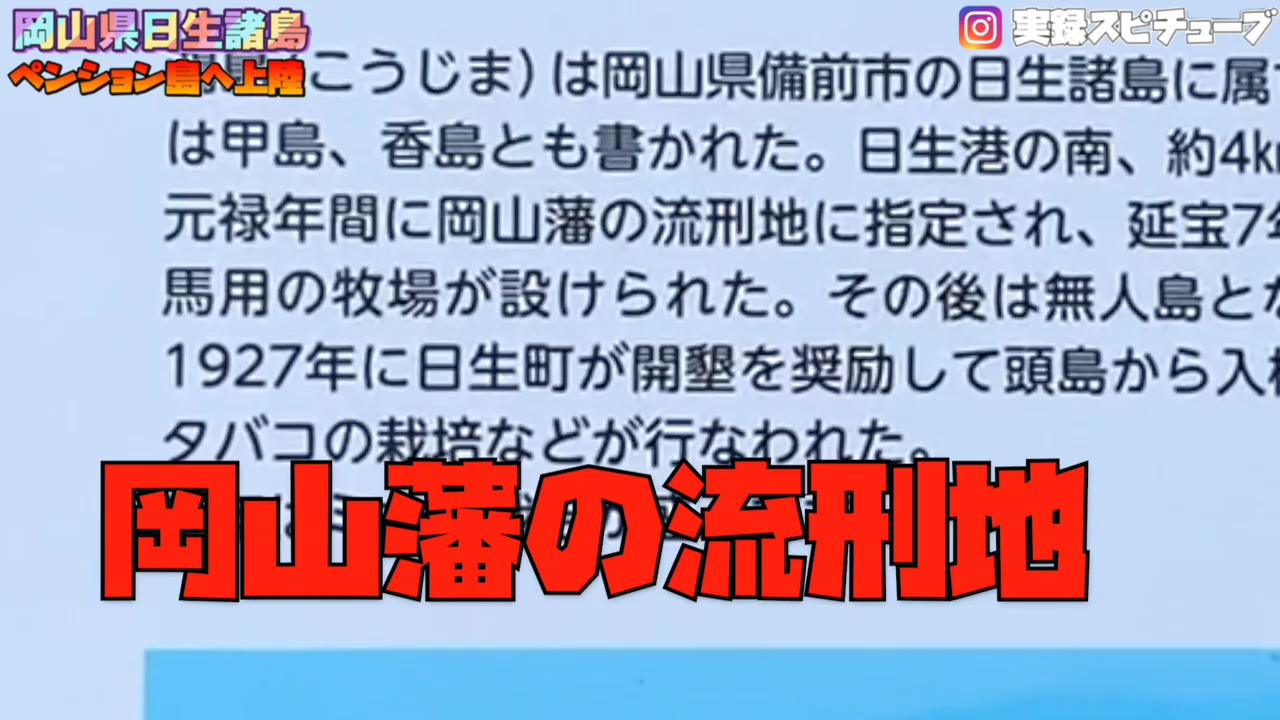 岡山県日生諸島
ペンション島へ上陸
実録スピチューブ
こうじま)は岡山県備前市の日生諸島に属
は甲島、香島とも書かれた。日生港の南、約4k
元禄年間に岡山藩の流刑地に指定され、延宝7年
馬用の牧場が設けられた。その後は無人島とな
1927年に日生町が開墾を奨励して頭島から入
タバコの栽培などが行なわれた。
岡山藩の流刑地